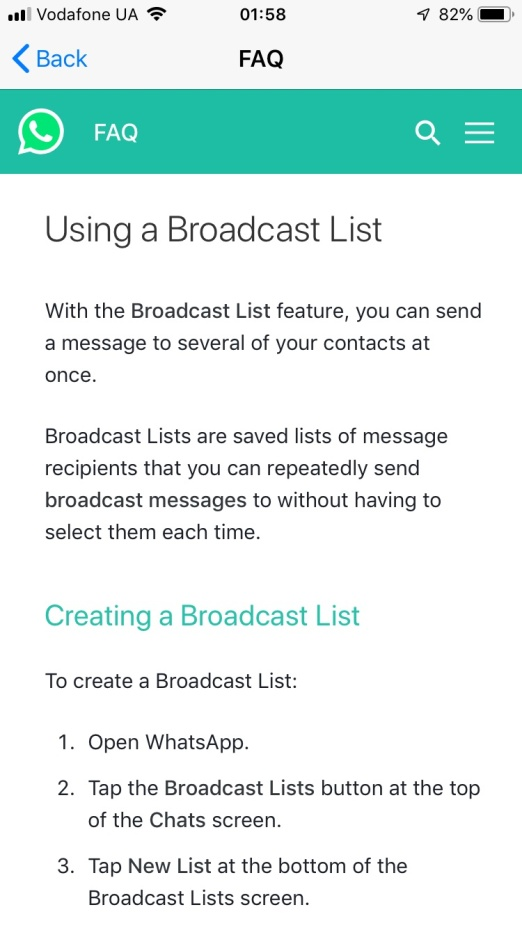 Vodafone UA 01:58 82%
Back FAQ
FAQ
Using a Broadcast List
With the Broadcast List feature, you can send
a message to several of your contacts at
once.
Broadcast Lists are saved lists of message
recipients that you can repeatedly send
broadcast messages to without having to
select them each time.
Creating a Broadcast List
To create a Broadcast List:
1. Open WhatsApp.
2. Tap the Broadcast Lists button at the top
of the Chats screen.
3. Tap New List at the bottom of the
Broadcast Lists screen.